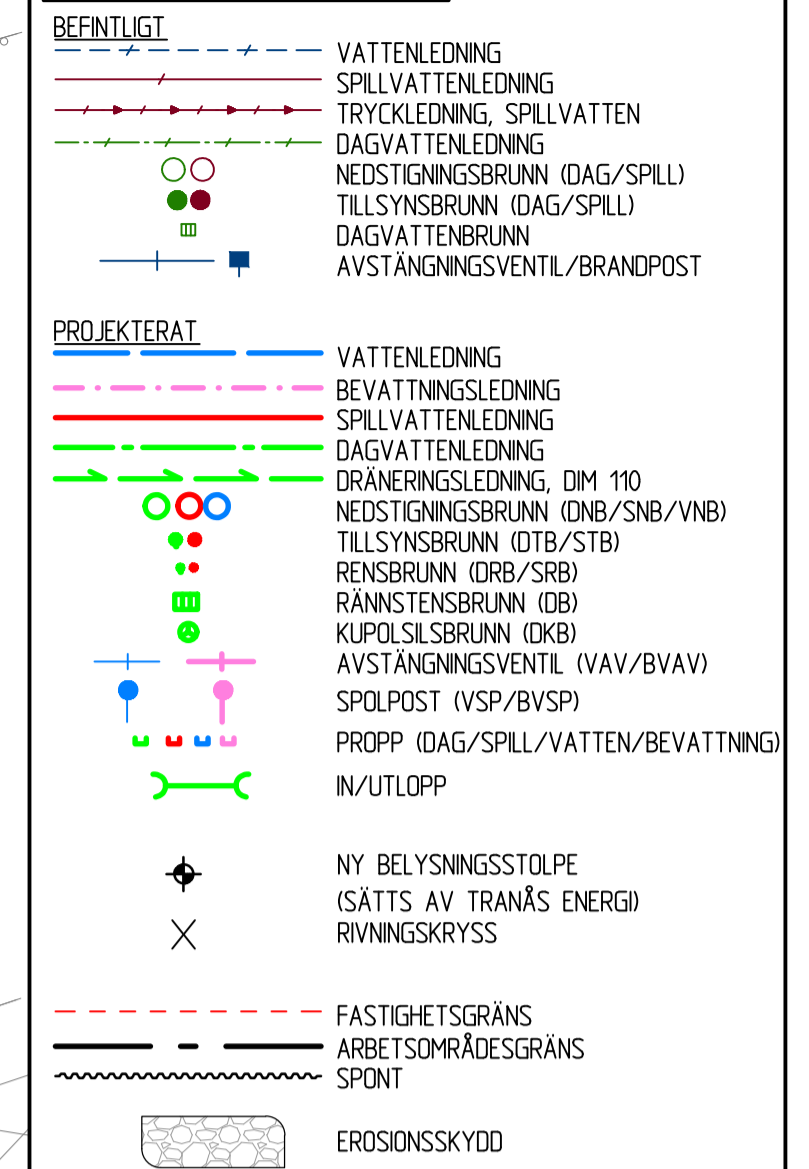 BEFINTLIGT
VATTENLEDNING
SPILLVATTENLEDNING
TRYCKLEDNING, SPILLVATTEN
DAGVATTENLEDNING
NEDSTIGNINGSBRUNN (DAG/SPILL)
TILLSYNSBRUNN (DAG/SPILL)
DAGVATTENBRUNN
AVSTÄNGNINGSVENTIL/BRANDPOST
PROJEKTERAT
VATTENLEDNING
BEVATTNINGSLEDNING
SPILLVATTENLEDNING
DAGVATTENLEDNING
DRÄNERINGSLEDNING, DIM 110
NEDSTIGNINGSBRUNN (DNB/SNB/VNB)
TILLSYNSBRUNN (DTB/STB)
RENSBRUNN (DRB/SRB)
RÄNNSTENSBRUNN (DB)
KUPOLSILSBRUNN (DKB)
AVSTÄNGNINGSVENTIL (VAV/BVAV)
SPOLPOST (VSP/BVSP)
PROPP (DAG/SPILL/VATTEN/BEVATTNING)
IN/UTLOPP
NY BELYSNINGSSTOLPE
(SÄTTS AV TRANÅS ENERGI)
RIVNINGSKRYSS
FASTIGHETSGRÄNS
ARBETSOMRÅDESGRÄNS
SPONT
EROSIONSSKYDD